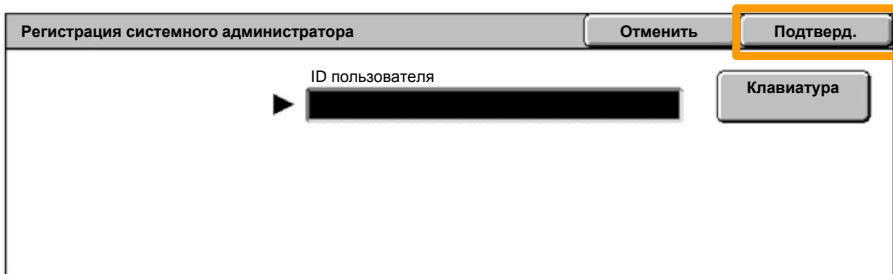 Регистрация системного администратора Отменить Подтверд.
ID пользователя
Клавиатура